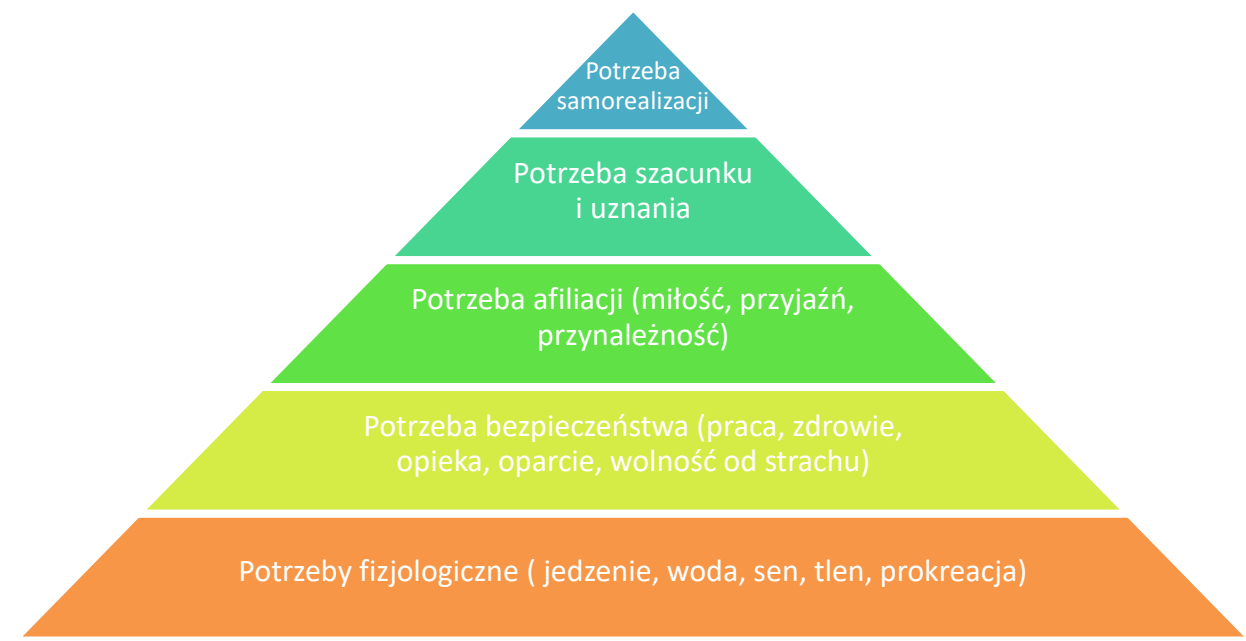 Potrzeba
samorealizacji
Potrzeba szacunku
i uznania
Potrzeba afiliacji (miłość, przyjaźń,
przynależność)
Potrzeba bezpieczeństwa (praca, zdrowie,
opieka, oparcie, wolność od strachu)
Potrzeby fizjologiczne ( jedzenie, woda, sen, tlen, prokreacja)